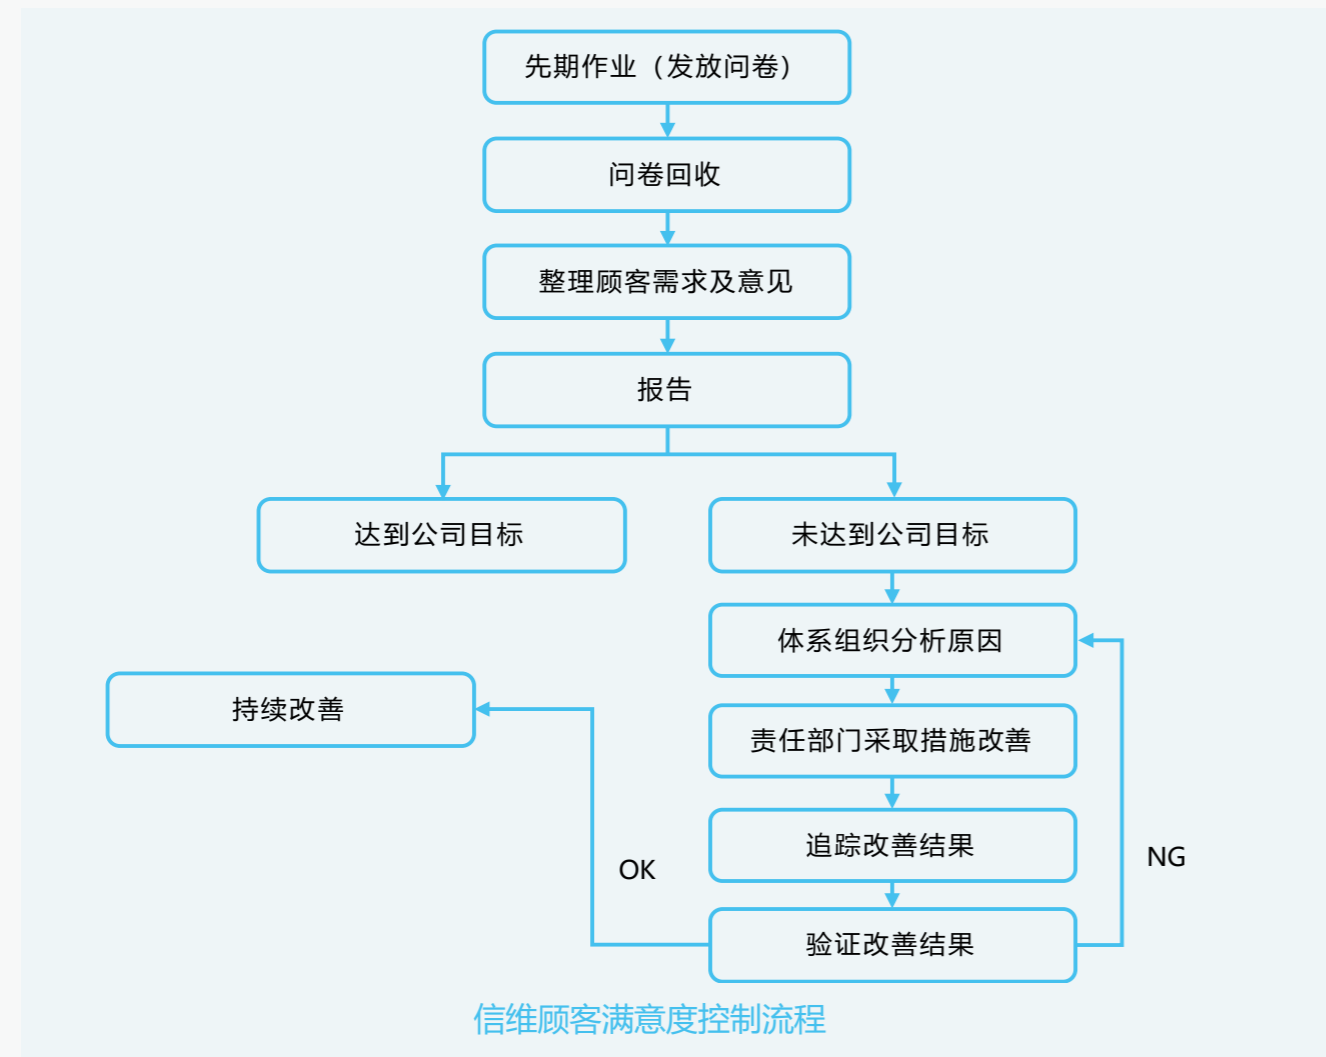 先期作业（发放问卷）
问卷回收
整理顾客需求及意见
报告
达到公司目标
未达到公司目标
体系组织分析原因
持续改善
责任部门采取措施改善
追踪改善结果
OK
NG
验证改善结果
信维顾客满意度控制流程